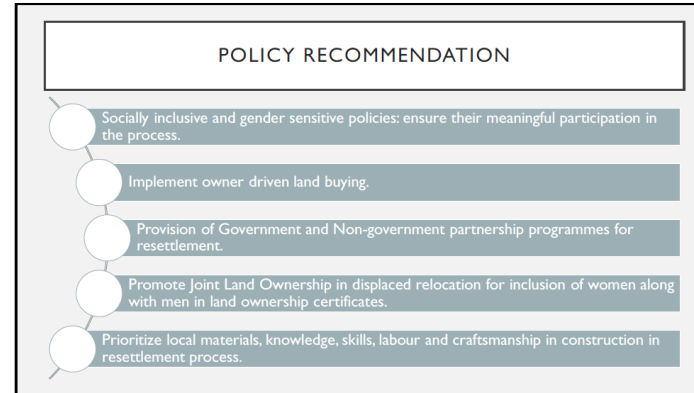 POLICY RECOMMENDATION
Socially inclusive and gender sensitive policies: ensure their meaningful participation in
the process.
Implement owner driven land buying.
Provision of Government and Non-government partnership programmes for
resettlement.
Promote Joint Land Ownership in displaced relocation for inclusion of women along
with men in land ownership certificates.
Prioritize local materials, knowledge, skills, labour and craftsmanship in construction in
resettlement process.